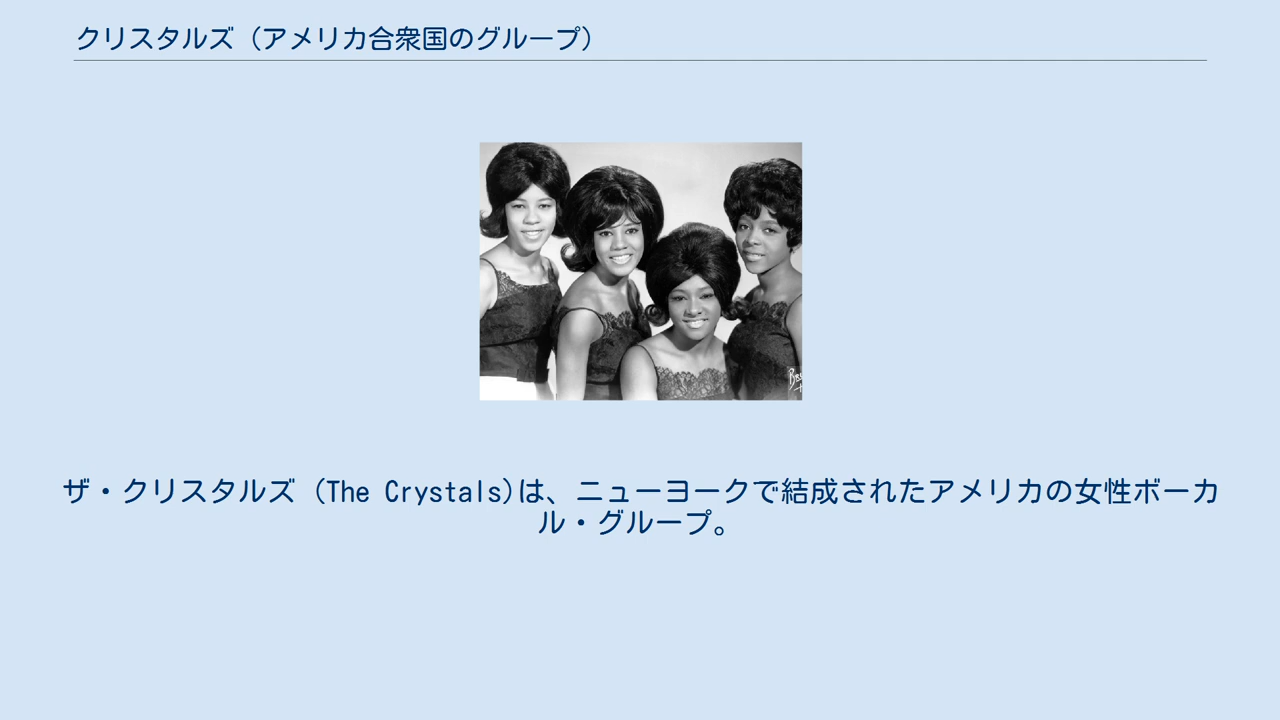 クリスタルズ（アメリカ合衆国のグループ）
ザ・クリスタルズ（The Crystals)は、ニューヨークで結成されたアメリカの女性ボーカ
ル・グループ。